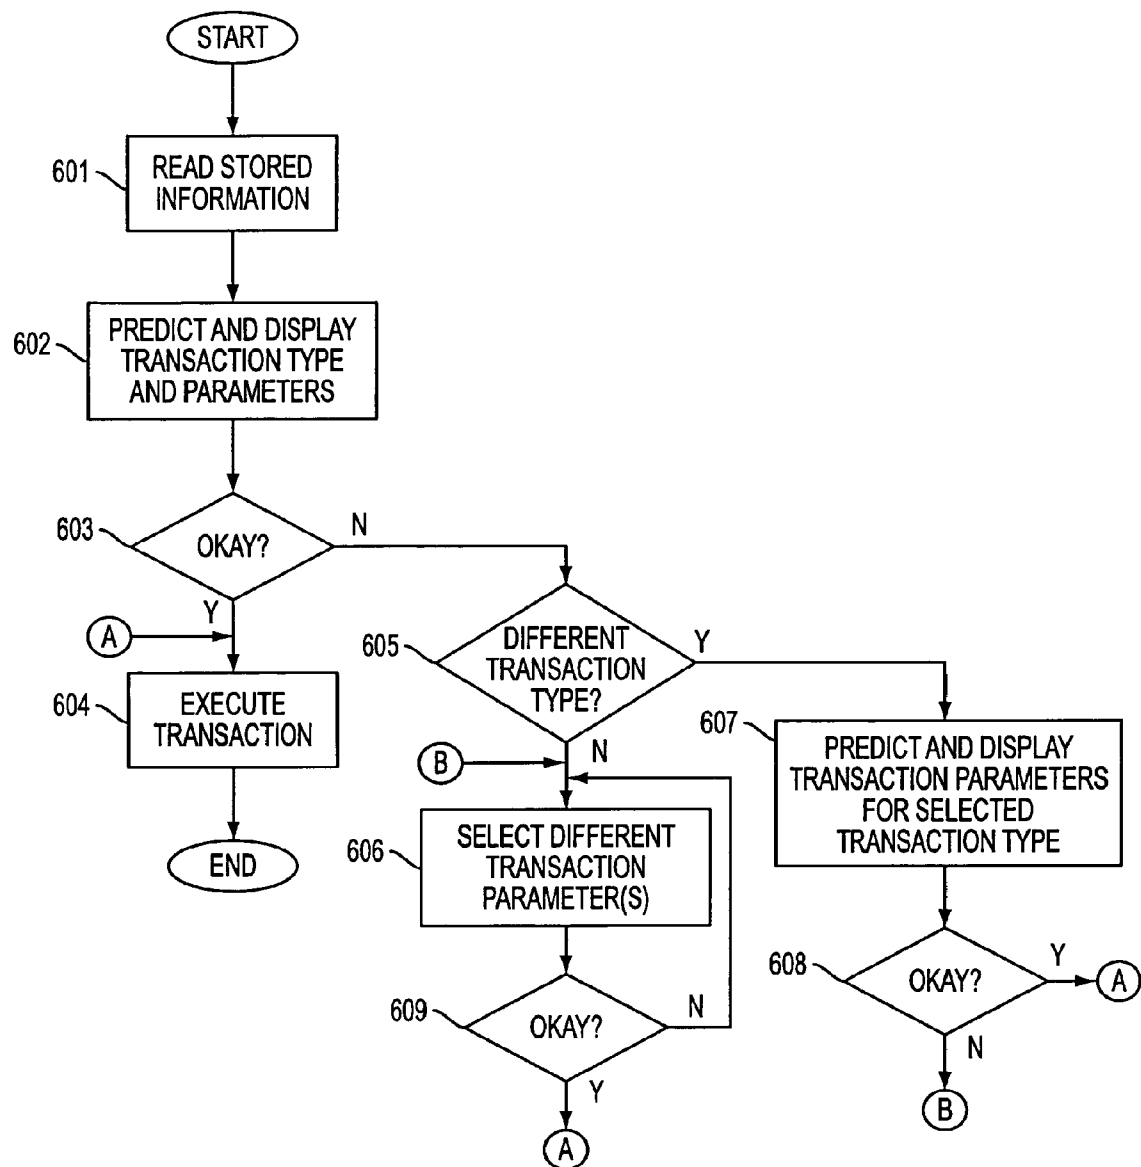 START
601
READ STORED
INFORMATION
602
PREDICT AND DISPLAY
TRANSACTION TYPE
AND PARAMETERS
603
OKAY?
N
Y
A
604
EXECUTE
TRANSACTION
END
605
DIFFERENT
TRANSACTION
TYPE?
Y
N
B
606
SELECT DIFFERENT
TRANSACTION
PARAMETER(S)
609
OKAY?
N
Y
A
607
PREDICT AND DISPLAY
TRANSACTION PARAMETERS
FOR SELECTED
TRANSACTION TYPE
608
OKAY?
Y
A
N
B